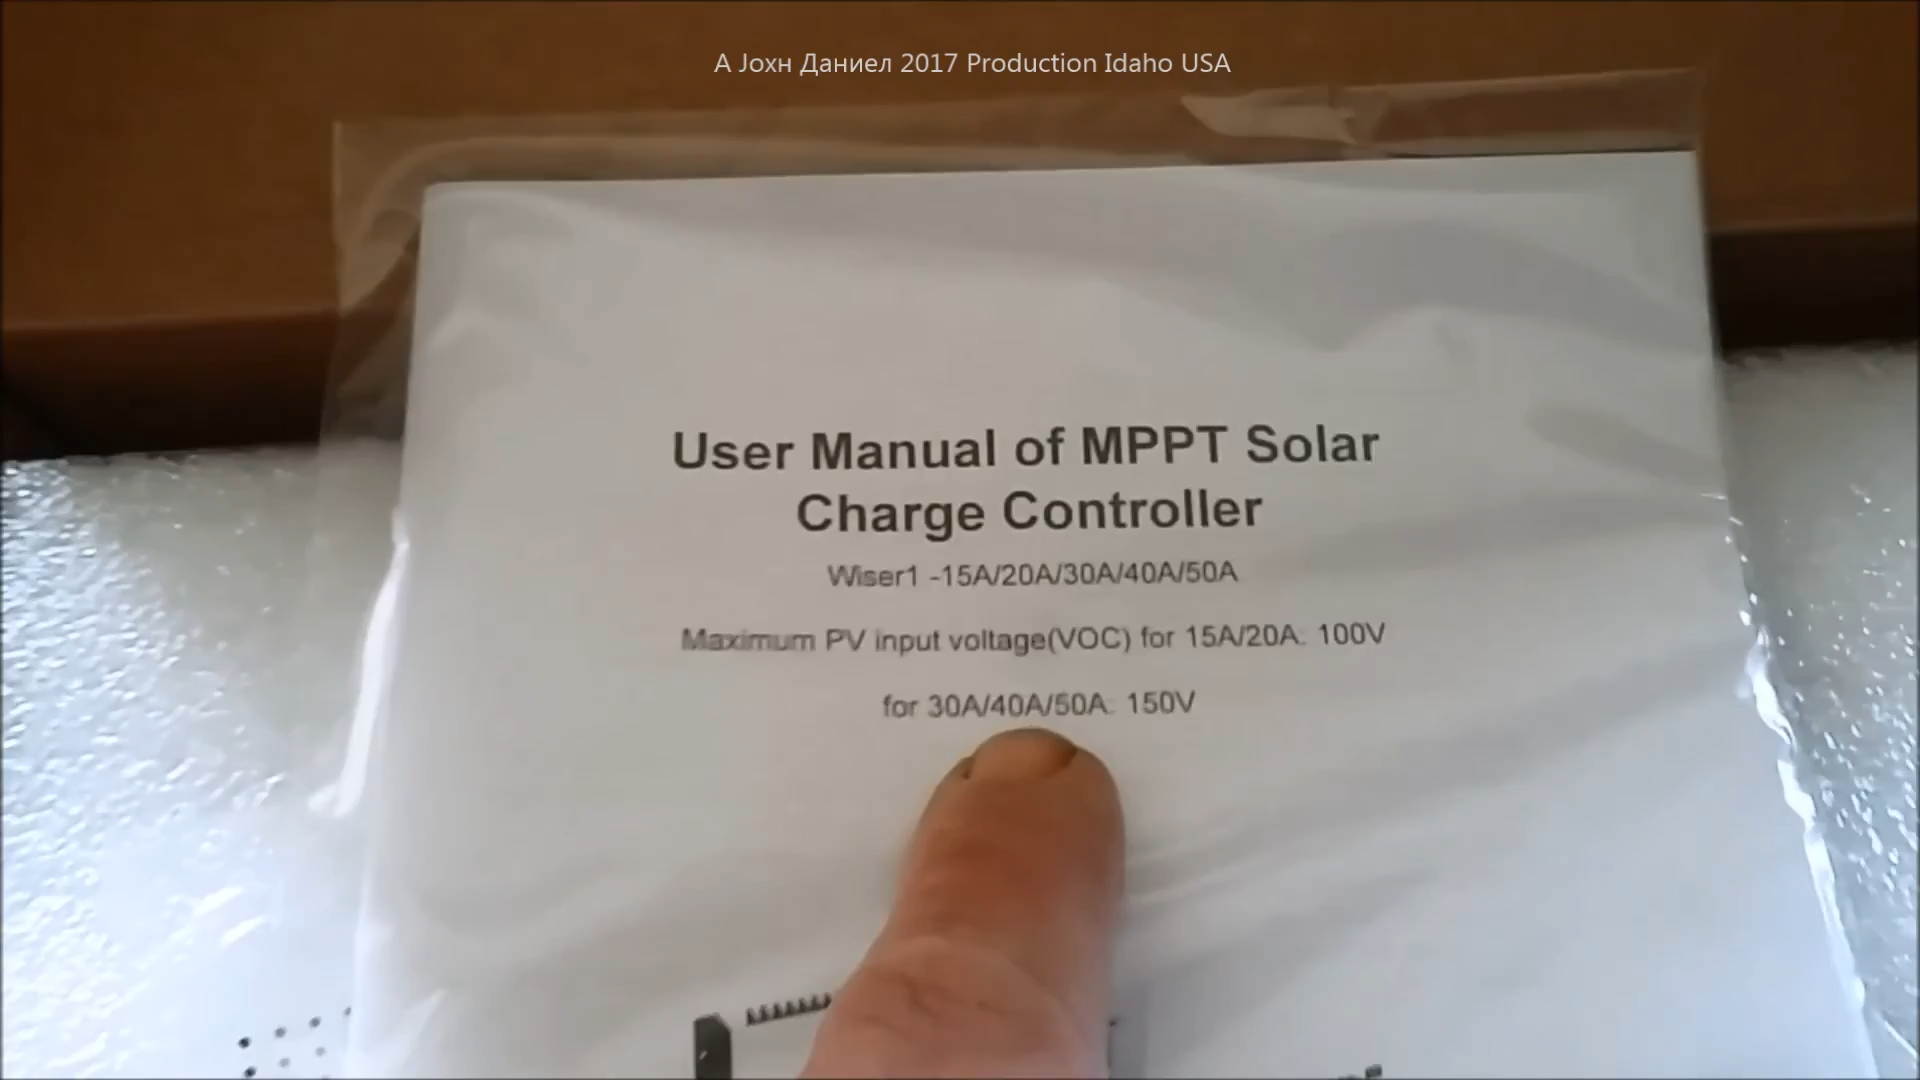 А Јохн Даниел 2017 Production Idaho USA
User Manual of MPPT Solar
Charge Controller
Wiser1 -15A/20A/30A/40A/50A
Maximum PV input voltage(VOC) for 15A/20A: 100V
for 30A/40A/50A: 150V